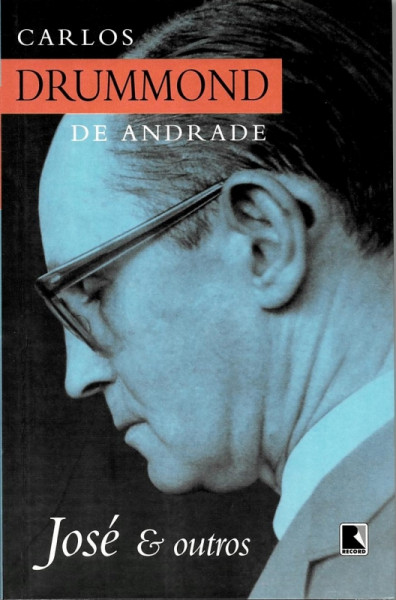 CARLOS
DRUMMOND
DE ANDRADE
José & outros
R
RECORD